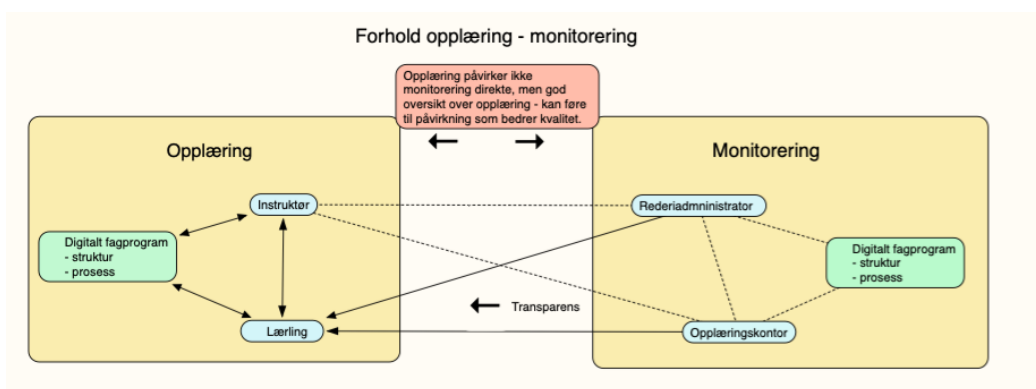 Forhold opplæring - monitorering
Opplæring påvirker ikke
monitorering direkte, men god
oversikt over opplæring - kan føre
til påvirkning som bedrer kvalitet.
Opplæring
Monitorering
Instruktør
Rederiadmninistrator
Digitalt fagprogram
- struktur
- prosess
Digitalt fagprogram
- struktur
- prosess
Transparens
Lærling
Opplæringskontor